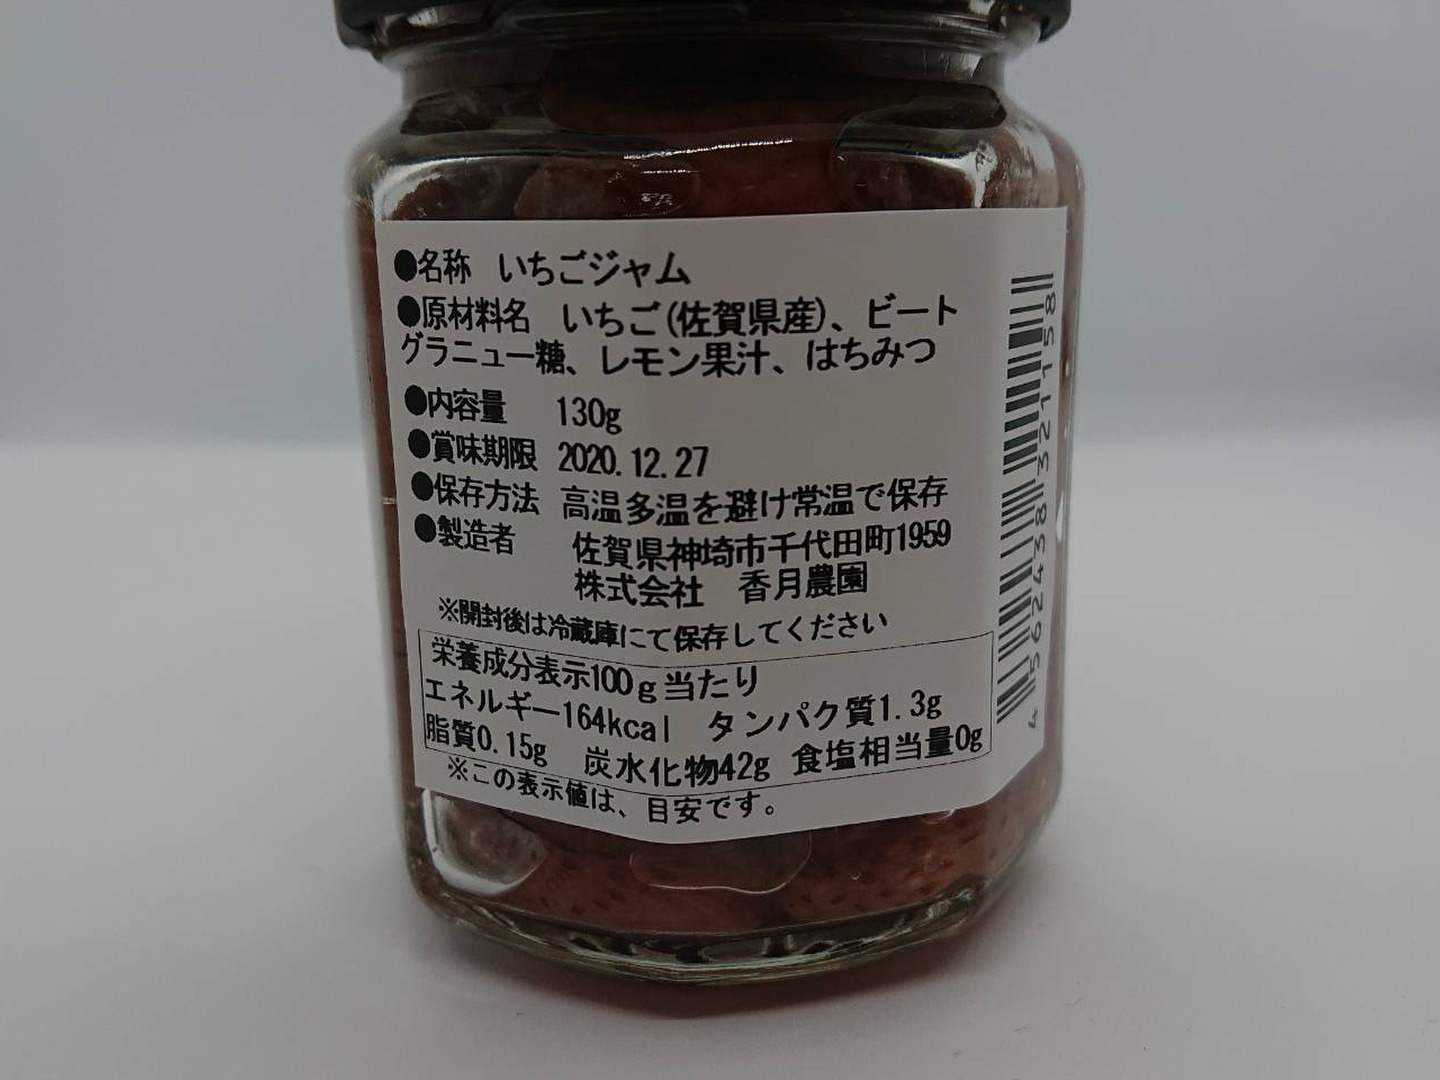 ●名称 いちごジャム
●原材料名 いちご(佐賀県産)、ビート
グラニュー糖、レモン果汁、はちみつ
●内容量 130g
●賞味期限 2020.12.27
●保存方法 高温多温を避け常温で保存
●製造者 佐賀県神埼市千代田町1959
株式会社 香月農園
※開封後は冷蔵庫にて保存してください
栄養成分表示100g当たり
エネルギー164kcal タンパク質1.3g
脂質0.15g 炭水化物42g 食塩相当量0g
※この表示値は、目安です。
4 562438 321158